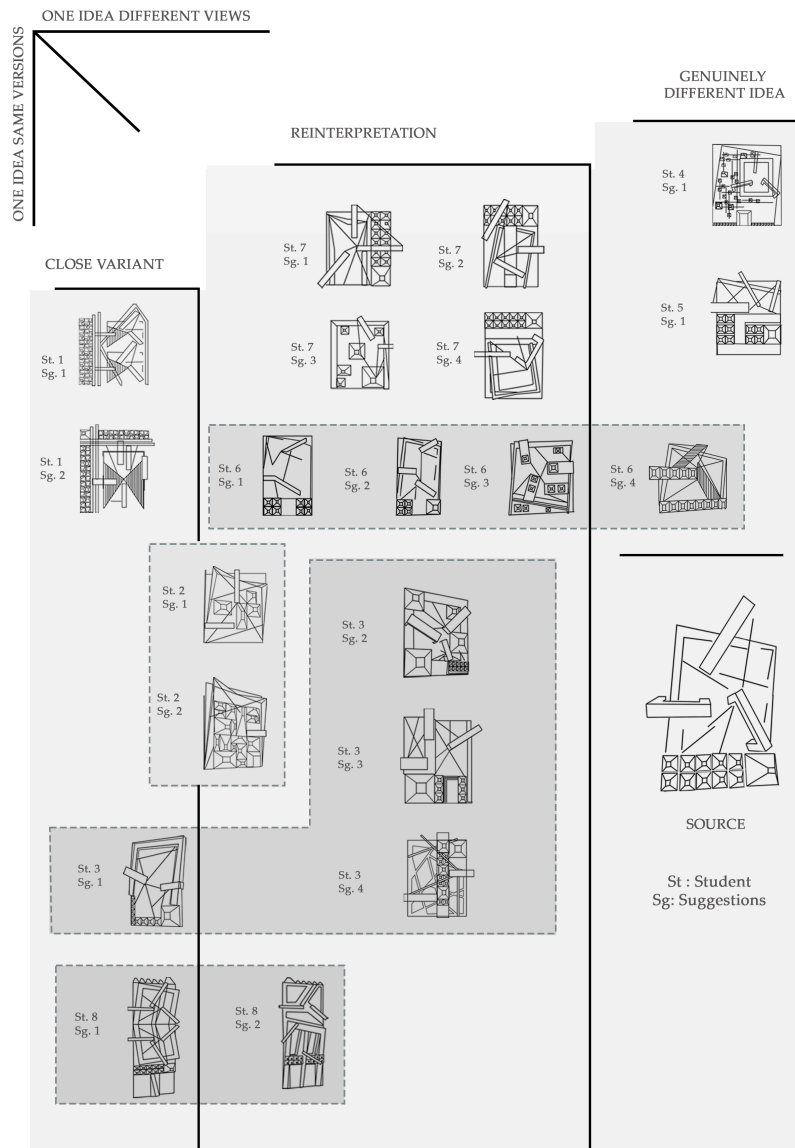 ONE IDEA DIFFERENT VIEWS
ONE IDEA SAME VERSIONS
GENUINELY
DIFFERENT IDEA
REINTERPRETATION
CLOSE VARIANT
St. 4
Sg. 1
St. 7
Sg. 1
St. 7
Sg. 2
St. 5
Sg. 1
St. 7
Sg. 3
St. 7
Sg. 4
St. 1
Sg. 1
St. 1
Sg. 2
St. 6
Sg. 1
St. 6
Sg. 2
St. 6
Sg. 3
St. 6
Sg. 4
St. 2
Sg. 1
St. 3
Sg. 2
St. 2
Sg. 2
St. 3
Sg. 3
SOURCE
St. 3
Sg. 1
St. 3
Sg. 4
St : Student
Sg: Suggestions
St. 8
Sg. 1
St. 8
Sg. 2